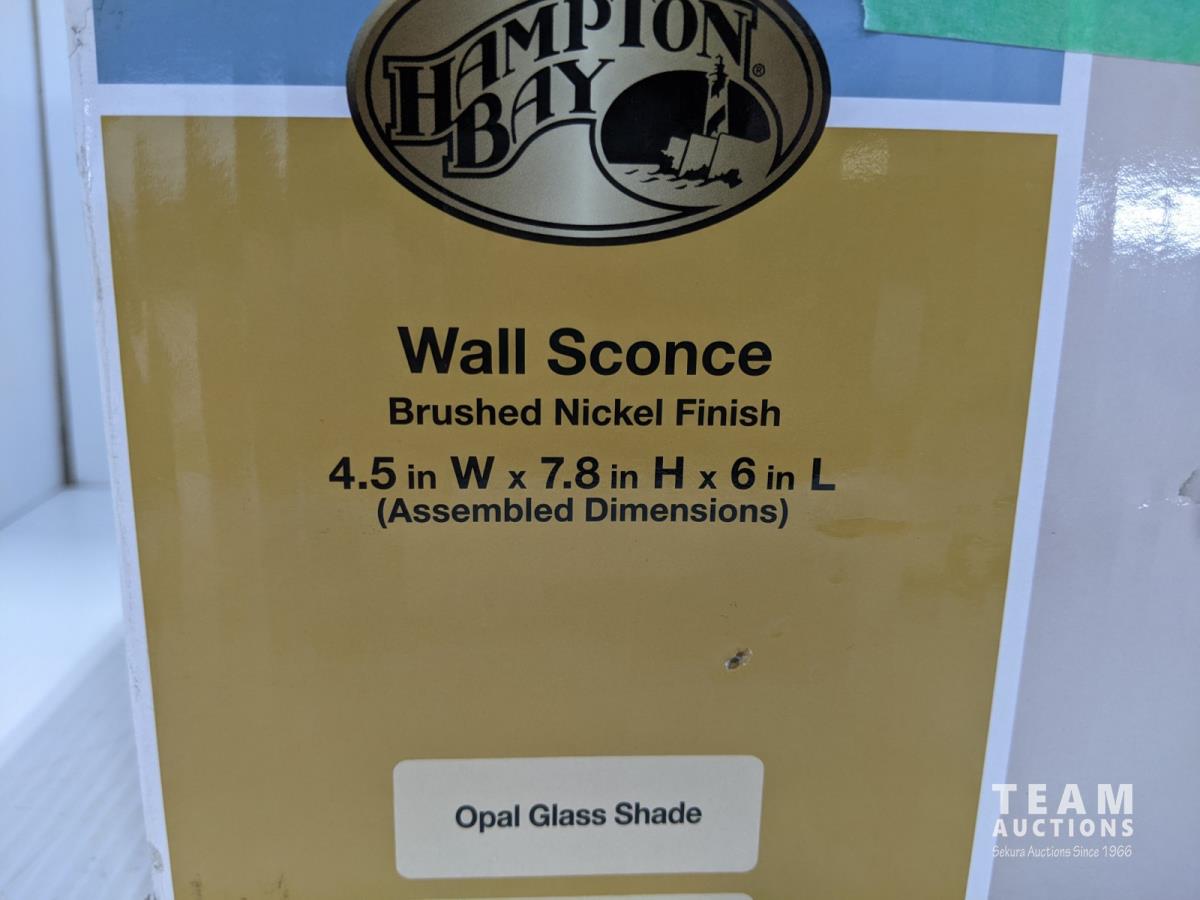 HAMPTON
BAY
®
Wall Sconce
Brushed Nickel Finish
4.5 in W x 7.8 in H x 6 in L
(Assembled Dimensions)
Opal Glass Shade
TEAM
AUCTIONS
Sekura Auctions Since 1966